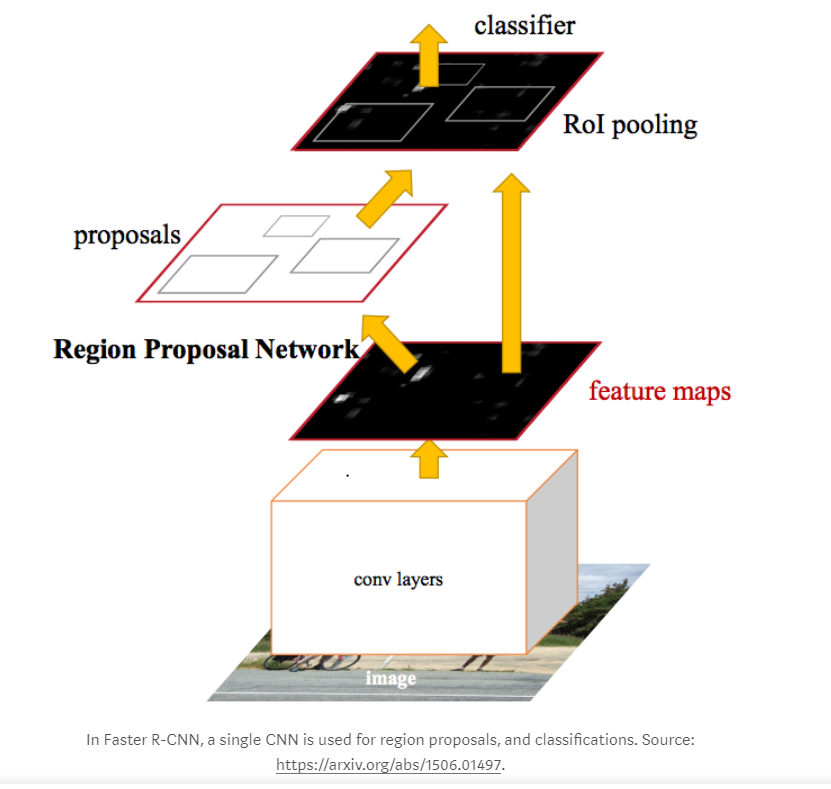 classifier
RoI pooling
proposals
Region Proposal Network
feature maps
conv layers
image
In Faster R-CNN, a single CNN is used for region proposals, and classifications. Source:
https://arxiv.org/abs/1506.01497.